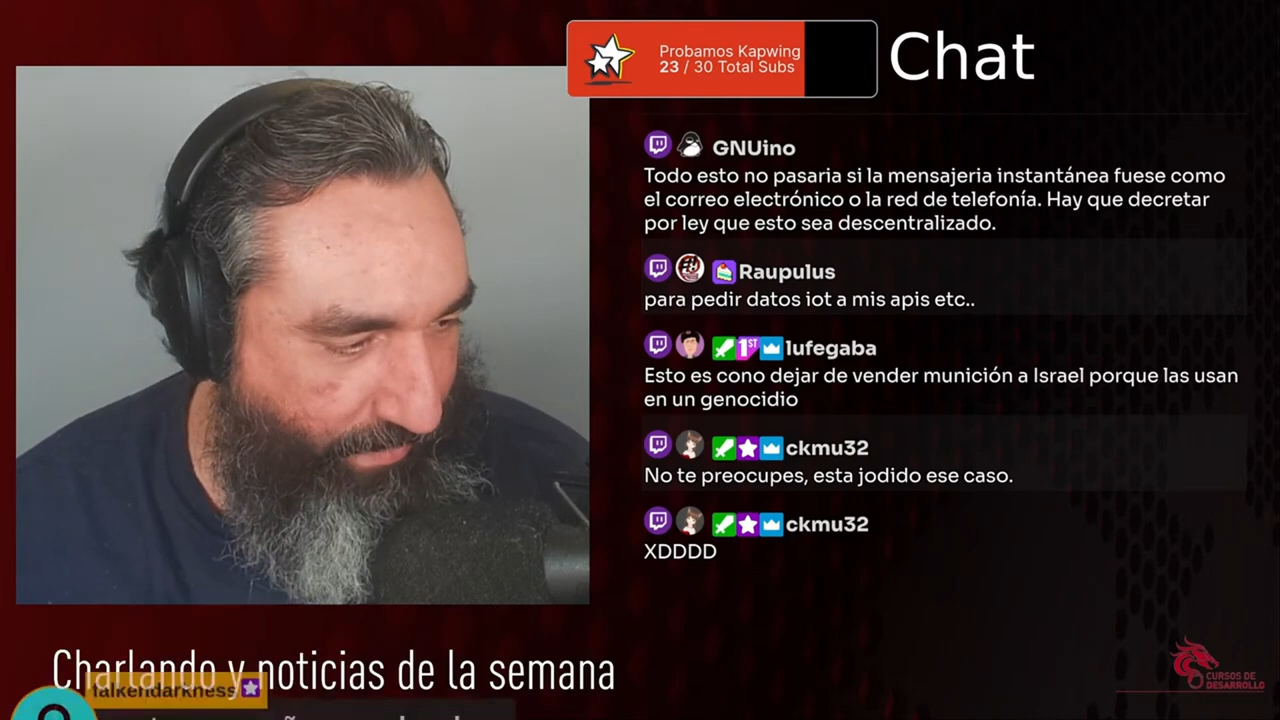 Probamos Kapwing
23 / 30 Total Subs
Chat
GNUino
Todo esto no pasaria si la mensajeria instantánea fuese como
el correo electrónico o la red de telefonía. Hay que decretar
por ley que esto sea descentralizado.
Raupulus
para pedir datos iot a mis apis etc..
1ST lufegaba
Esto es cono dejar de vender munición a Israel porque las usan
en un genocidio
ckmu32
No te preocupes, esta jodido ese caso.
ckmu32
XDDDD
Charlando y noticias de la semana
falkendarkness
CURSOS DE
DESARROLLO